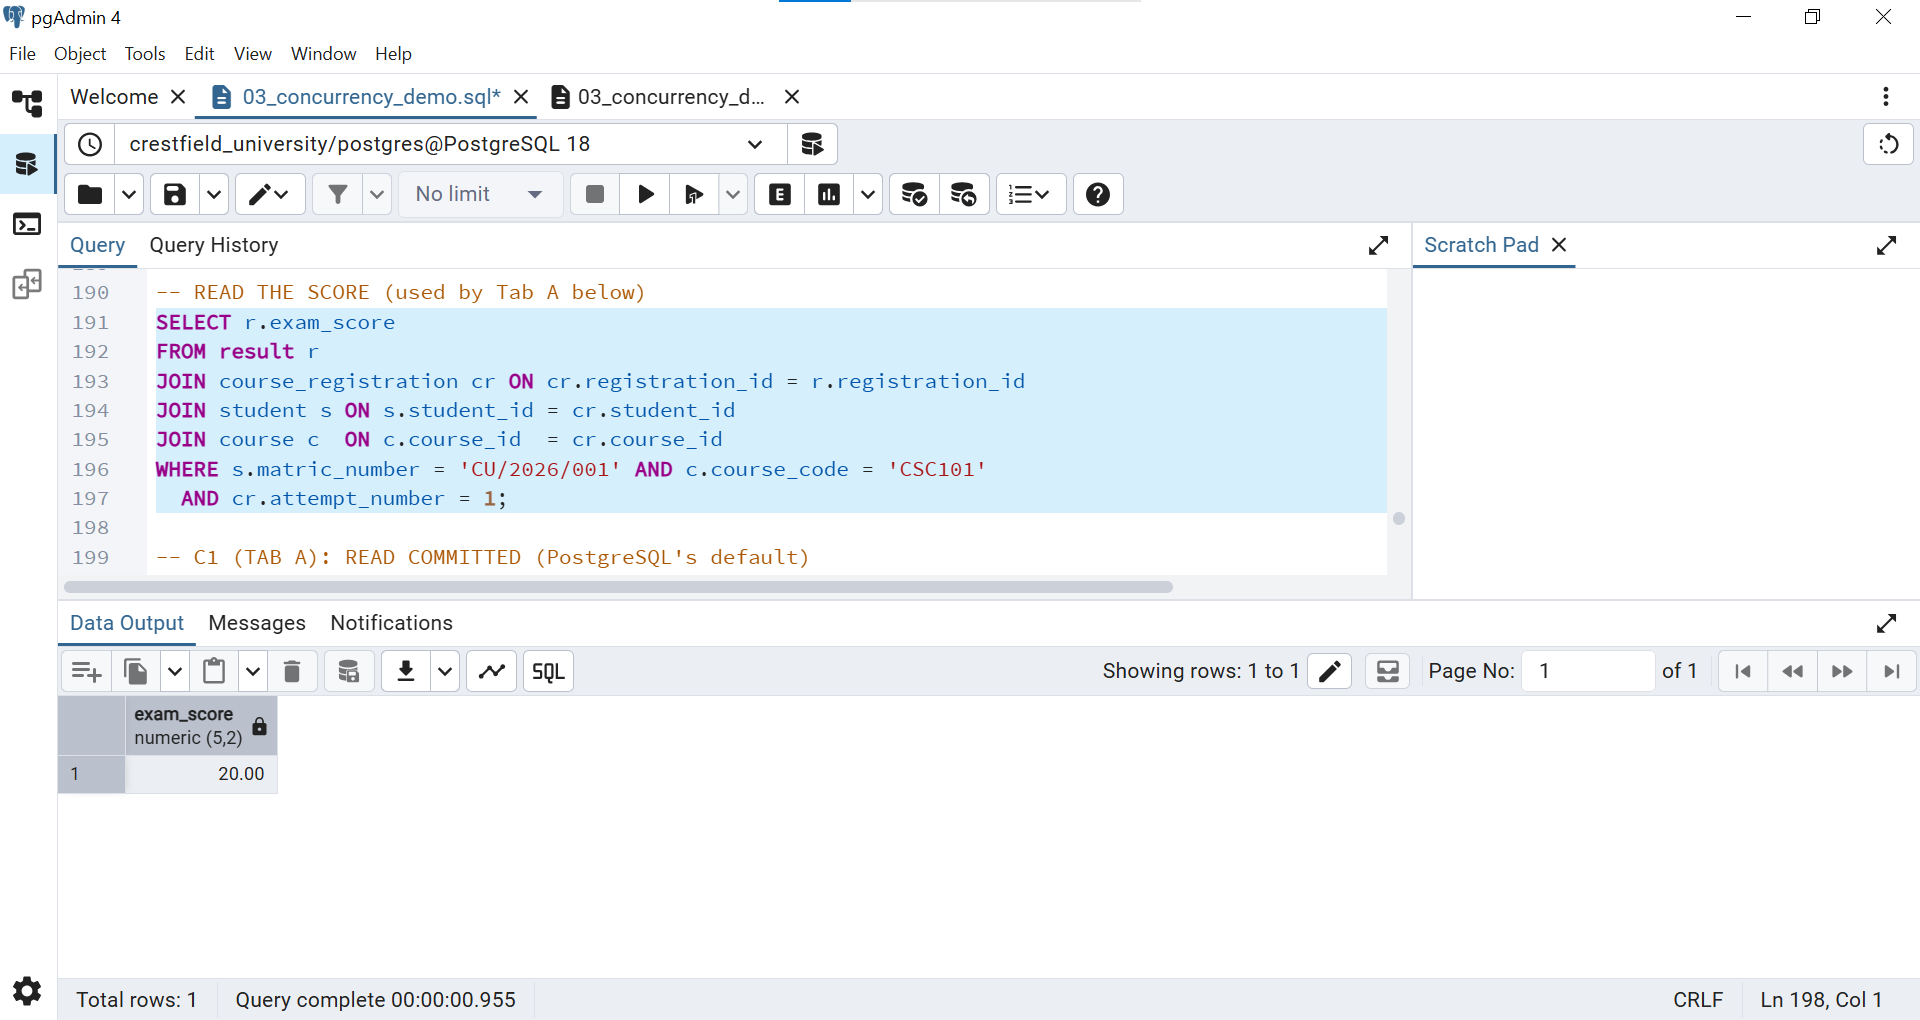 pgAdmin 4
File Object Tools Edit View Window Help
Welcome 03_concurrency_demo.sql* 03_concurrency_d...
crestfield_university/postgres@PostgreSQL 18
No limit E
Query Query History Scratch Pad
190 -- READ THE SCORE (used by Tab A below)
191 SELECT r.exam_score
192 FROM result r
193 JOIN course_registration cr ON cr.registration_id = r.registration_id
194 JOIN student s ON s.student_id = cr.student_id
195 JOIN course c  ON c.course_id  = cr.course_id
196 WHERE s.matric_number = 'CU/2026/001' AND c.course_code = 'CSC101'
197   AND cr.attempt_number = 1;
198
199 -- C1 (TAB A): READ COMMITTED (PostgreSQL's default)
Data Output Messages Notifications
SQL Showing rows: 1 to 1 Page No: 1 of 1
exam_score
numeric (5,2)
1 20.00
Total rows: 1 Query complete 00:00:00.955 CRLF Ln 198, Col 1